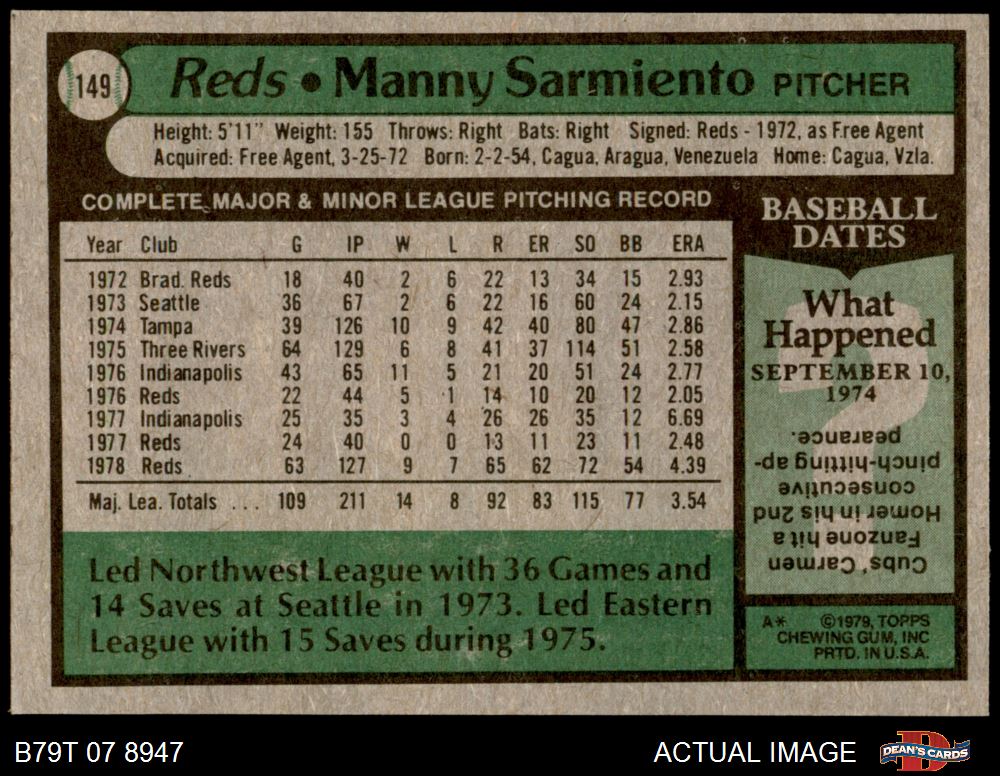 149
Reds • Manny Sarmiento PITCHER
Height: 5'11" Weight: 155 Throws: Right Bats: Right Signed: Reds - 1972, as Free Agent
Acquired: Free Agent, 3-25-72 Born: 2-2-54, Cagua, Aragua, Venezuela Home: Cagua, Vzla.
COMPLETE MAJOR & MINOR LEAGUE PITCHING RECORD
Year Club G IP W L R ER SO BB ERA
1972 Brad. Reds 18 40 2 6 22 13 34 15 2.93
1973 Seattle 36 67 2 6 22 16 60 24 2.15
1974 Tampa 39 126 10 9 42 40 80 47 2.86
1975 Three Rivers 64 129 6 8 41 37 114 51 2.58
1976 Indianapolis 43 65 11 5 21 20 51 24 2.77
1976 Reds 22 44 5 1 14 10 20 12 2.05
1977 Indianapolis 25 35 3 4 26 26 35 12 6.69
1977 Reds 24 40 0 0 13 11 23 11 2.48
1978 Reds 63 127 9 7 65 62 72 54 4.39
Maj. Lea. Totals ... 109 211 14 8 92 83 115 77 3.54
Led Northwest League with 36 Games and
14 Saves at Seattle in 1973. Led Eastern
League with 15 Saves during 1975.
BASEBALL
DATES
What
Happened
SEPTEMBER 10,
1974
Cubs' Carmen
Fanzone hit a
Homer in his 2nd
consecutive
pinch-hitting ap-
pearance.
A* ©1979, TOPPS
CHEWING GUM, INC
PRTD. IN U.S.A.
B79T 07 8947
ACTUAL IMAGE
DEAN'S CARDS